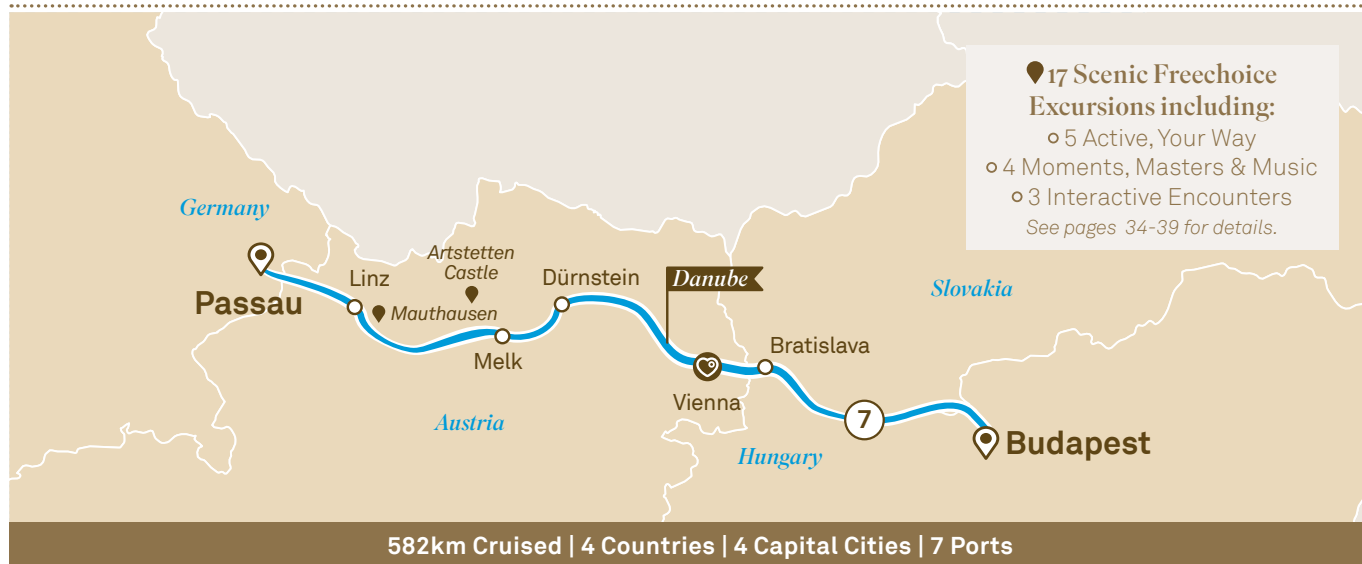 17 Scenic Freechoice
Excursions including:
5 Active, Your Way
4 Moments, Masters & Music
3 Interactive Encounters
See pages 34-39 for details.
Germany
Artstetten
Castle
Linz
Dürnstein
Danube
Slovakia
Passau
Mauthausen
Melk
Bratislava
Vienna
7
Austria
Hungary
Budapest
582km Cruised | 4 Countries | 4 Capital Cities | 7 Ports